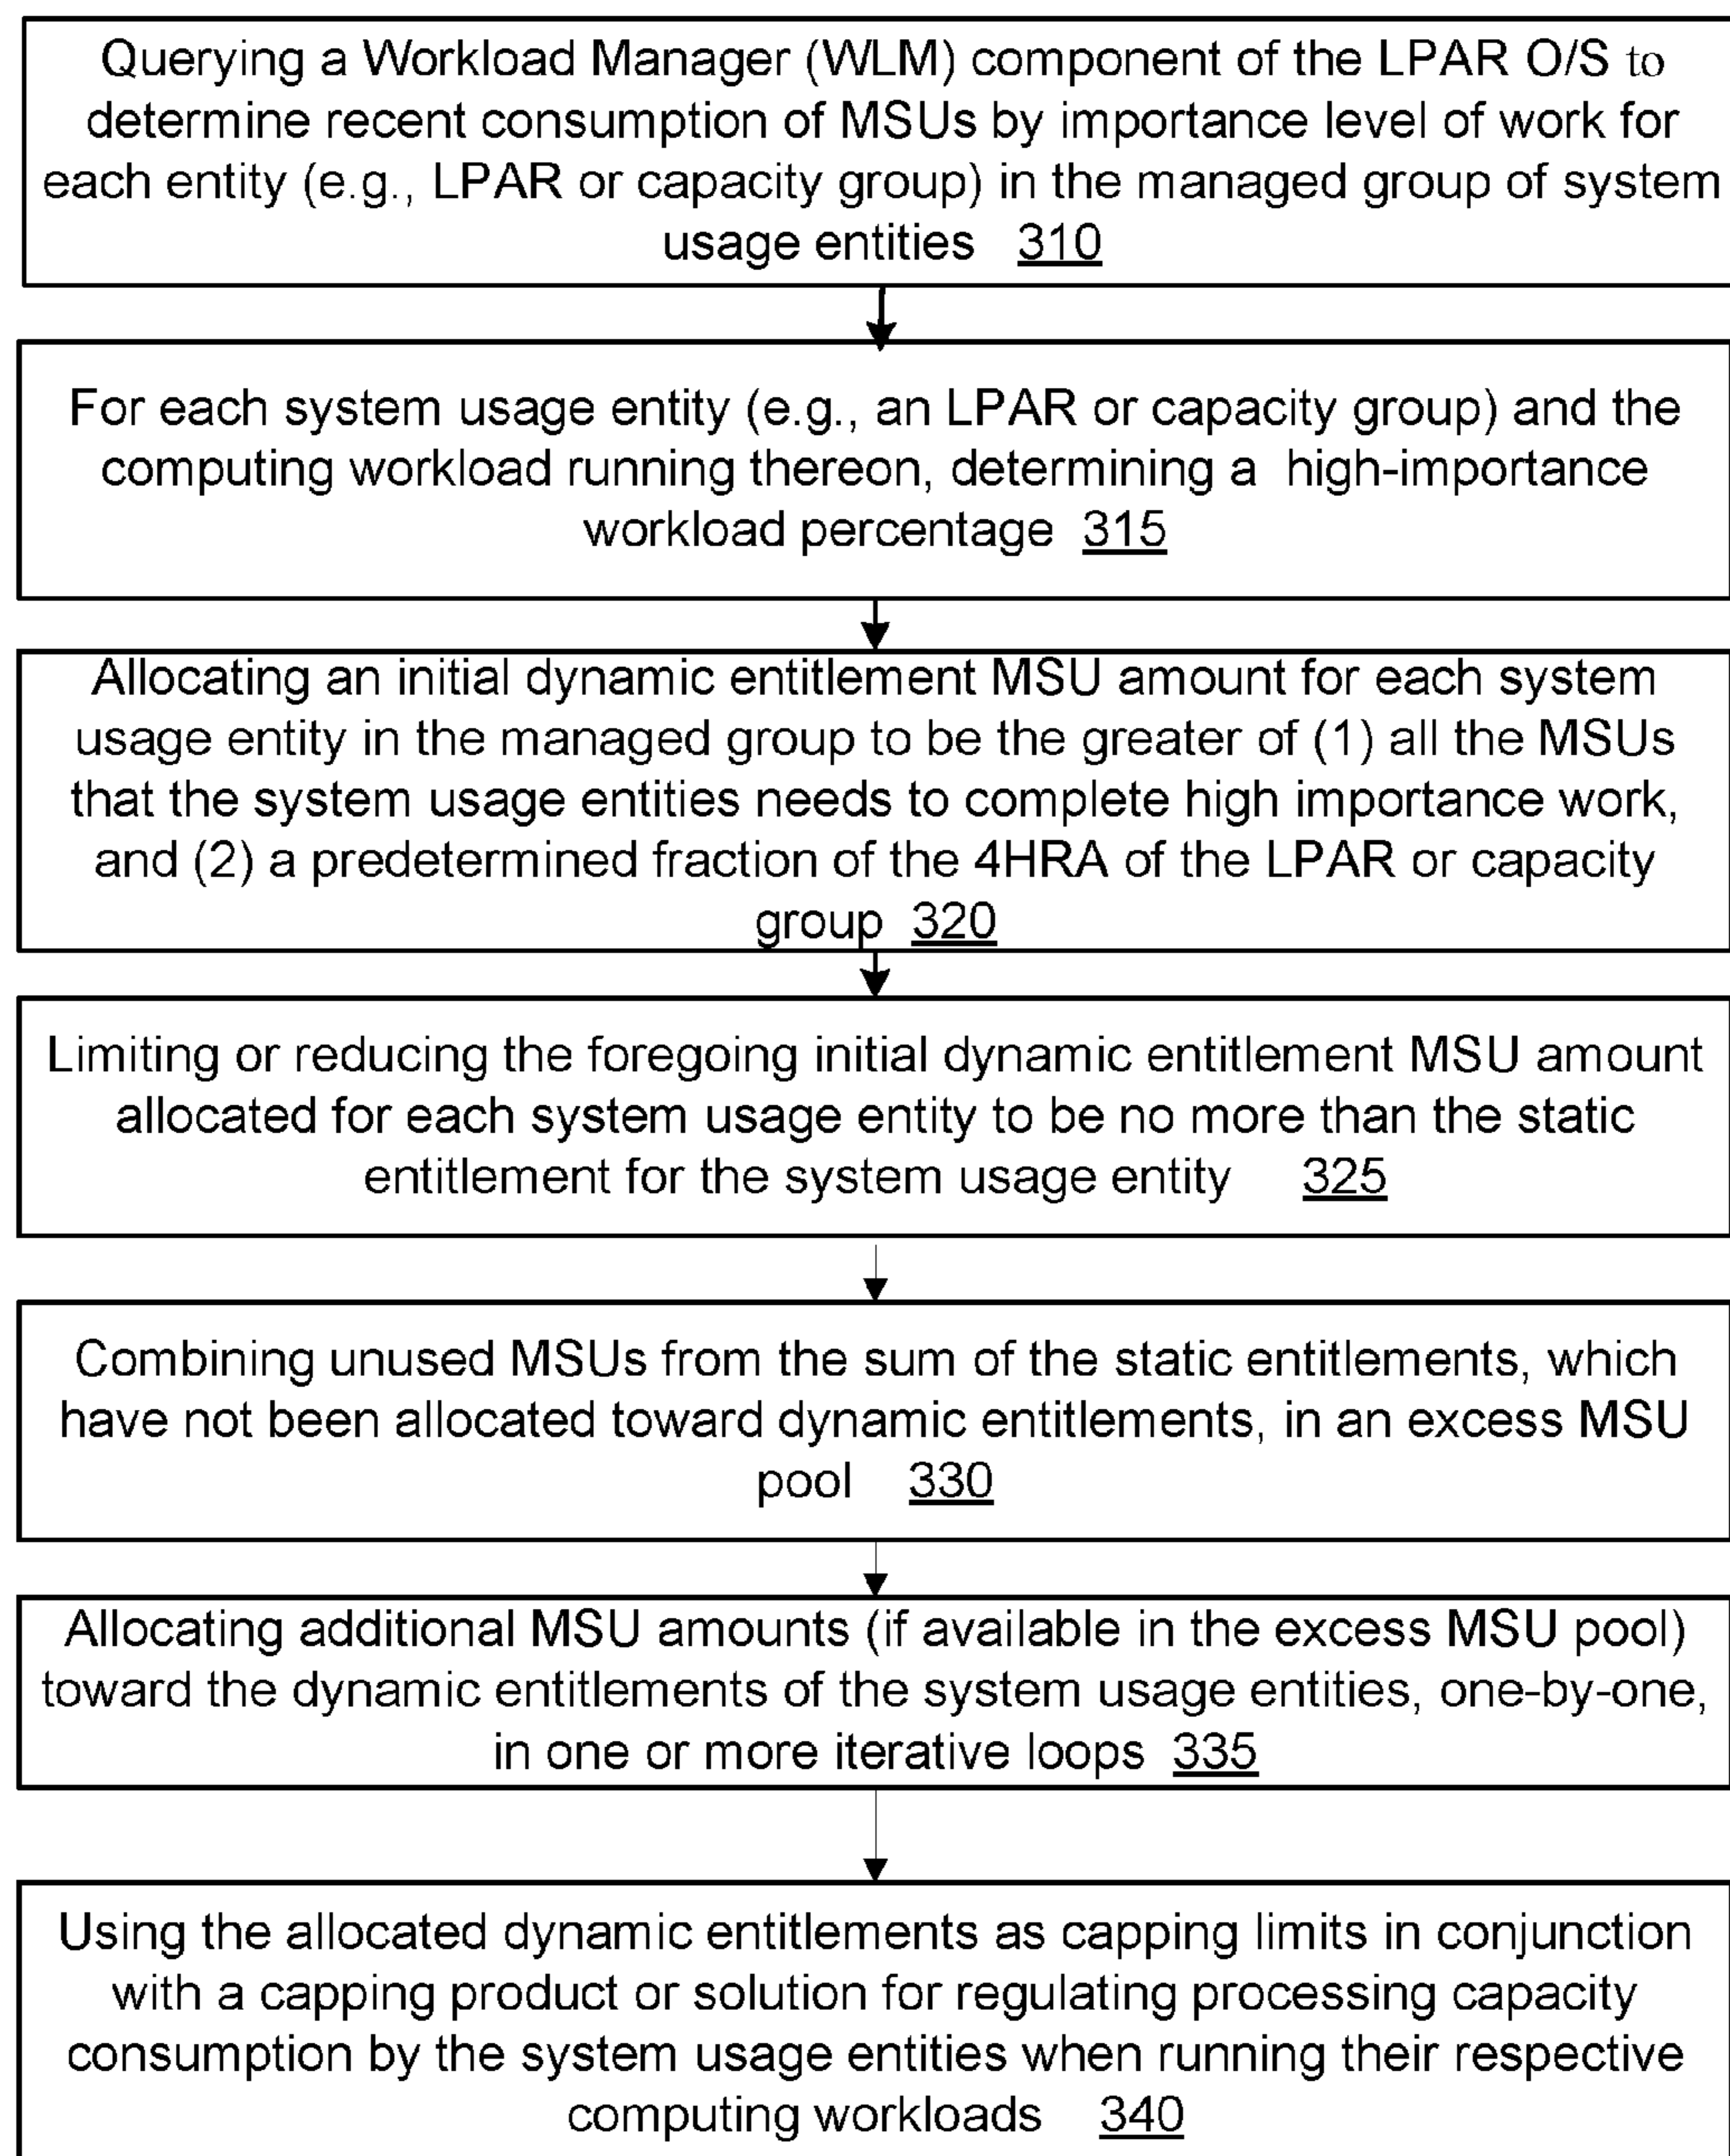 Querying a Workload Manager (WLM) component of the LPAR O/S to
determine recent consumption of MSUs by importance level of work for
each entity (e.g., LPAR or capacity group) in the managed group of system
usage entities 310
For each system usage entity (e.g., an LPAR or capacity group) and the
computing workload running thereon, determining a high-importance
workload percentage 315
Allocating an initial dynamic entitlement MSU amount for each system
usage entity in the managed group to be the greater of (1) all the MSUs
that the system usage entities needs to complete high importance work,
and (2) a predetermined fraction of the 4HRA of the LPAR or capacity
group 320
Limiting or reducing the foregoing initial dynamic entitlement MSU amount
allocated for each system usage entity to be no more than the static
entitlement for the system usage entity 325
Combining unused MSUs from the sum of the static entitlements, which
have not been allocated toward dynamic entitlements, in an excess MSU
pool 330
Allocating additional MSU amounts (if available in the excess MSU pool)
toward the dynamic entitlements of the system usage entities, one-by-one,
in one or more iterative loops 335
Using the allocated dynamic entitlements as capping limits in conjunction
with a capping product or solution for regulating processing capacity
consumption by the system usage entities when running their respective
computing workloads 340